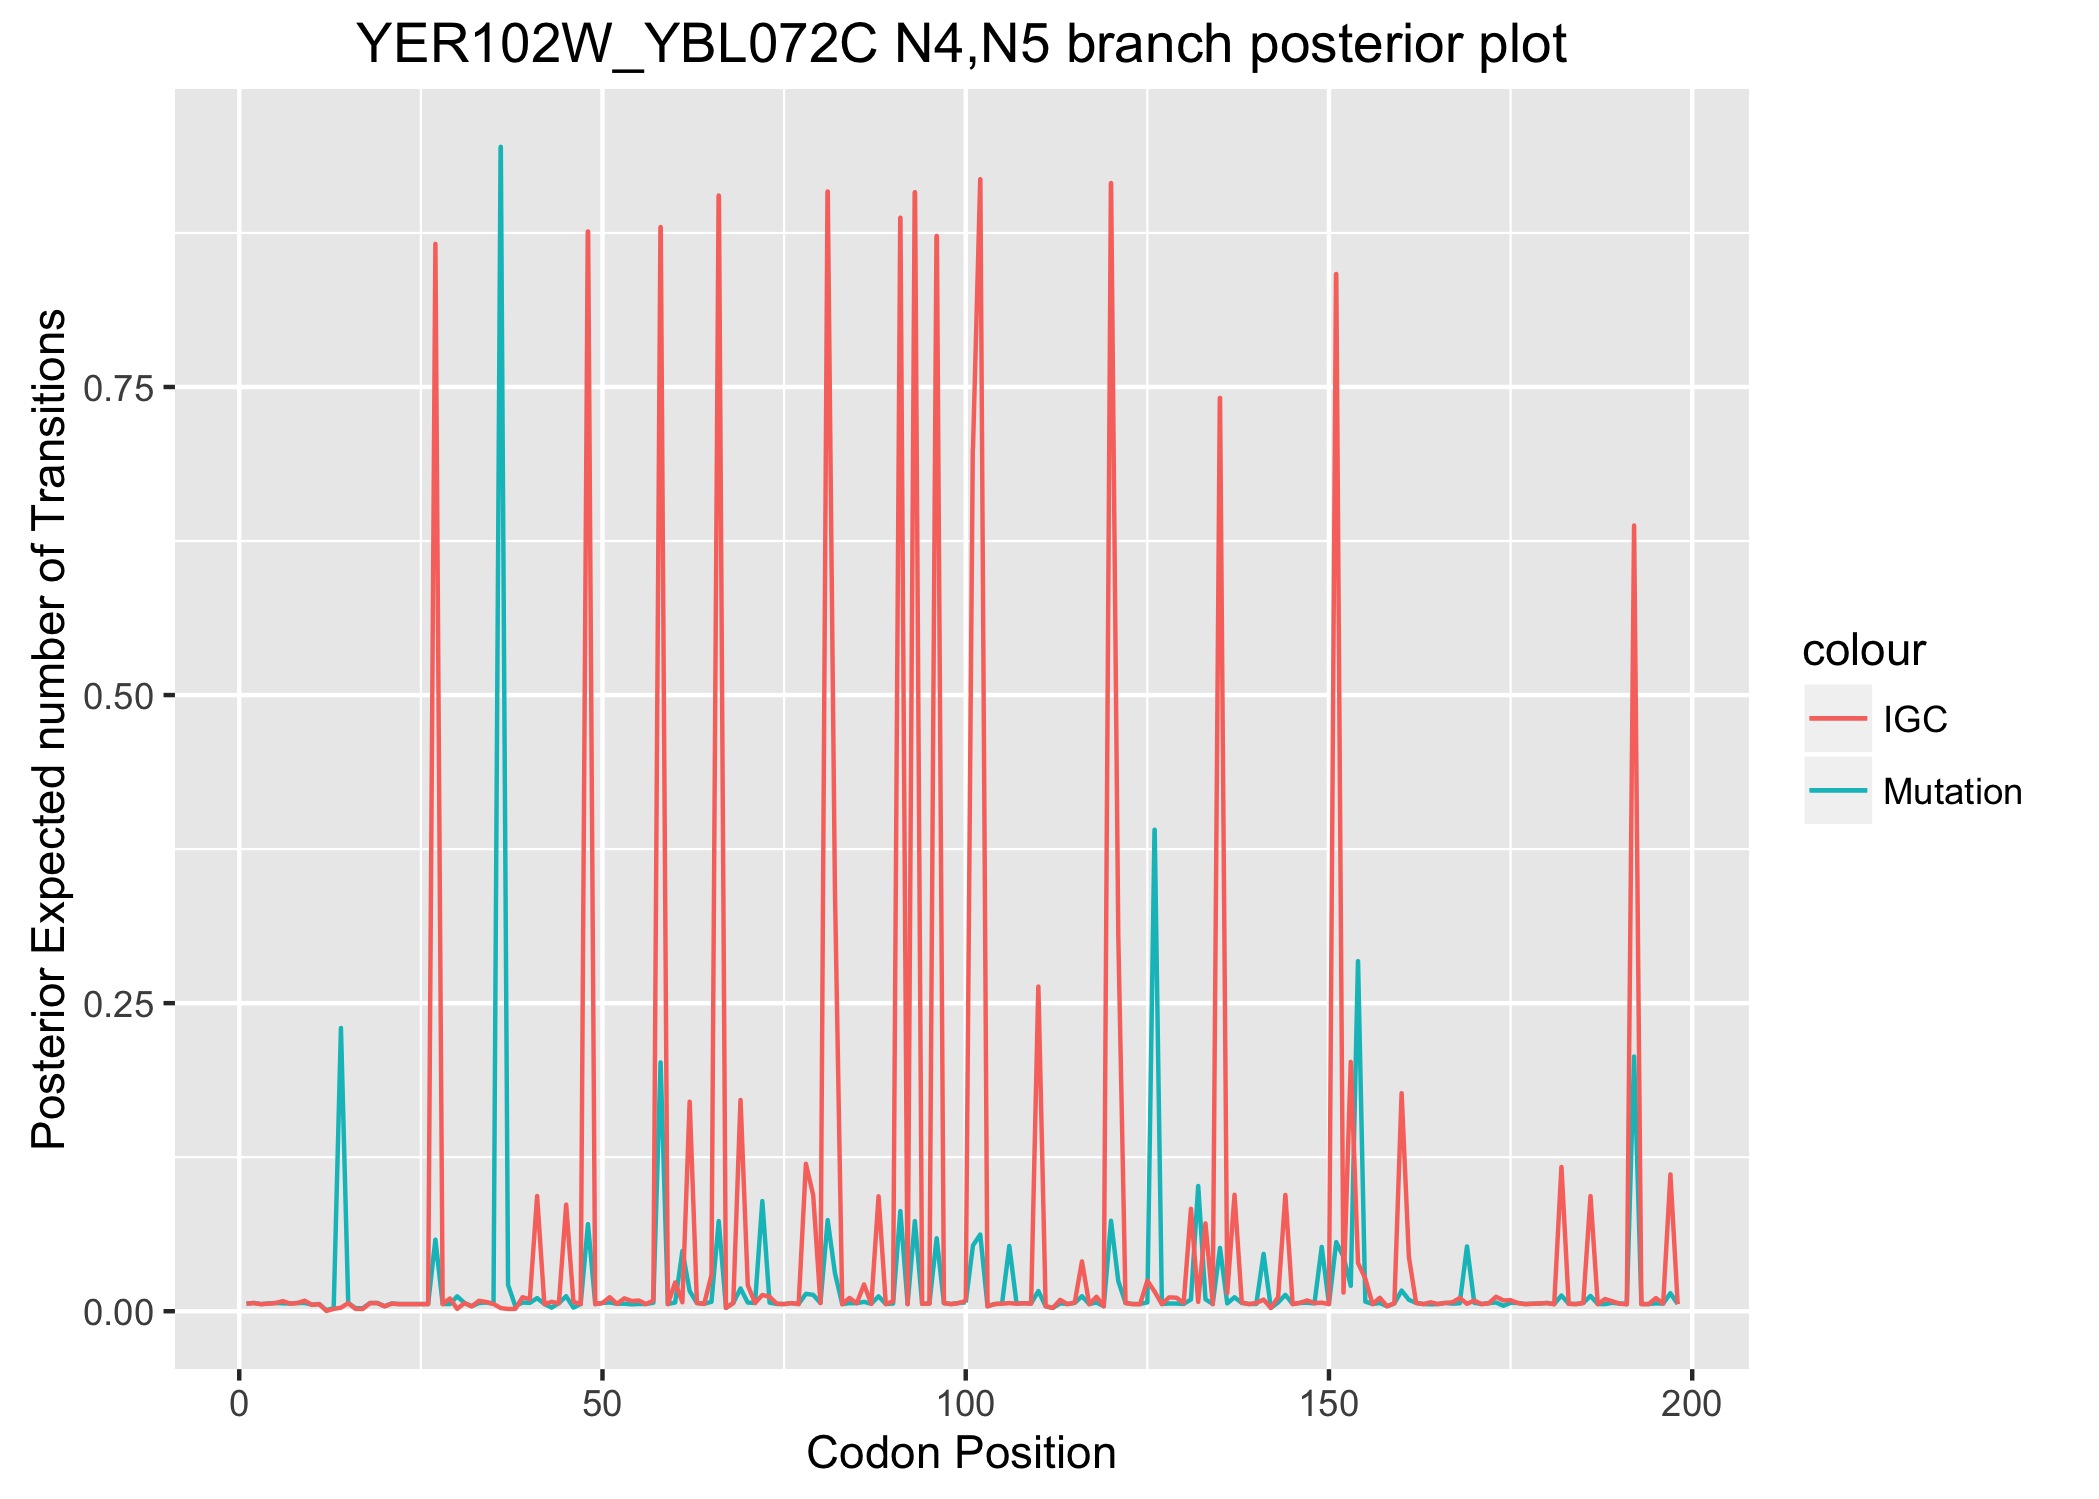 YER102W_YBL072C N4,N5 branch posterior plot
Posterior Expected number of Transitions
0.75
0.50
0.25
0.00
0 50 100 150 200
Codon Position
colour
IGC
Mutation